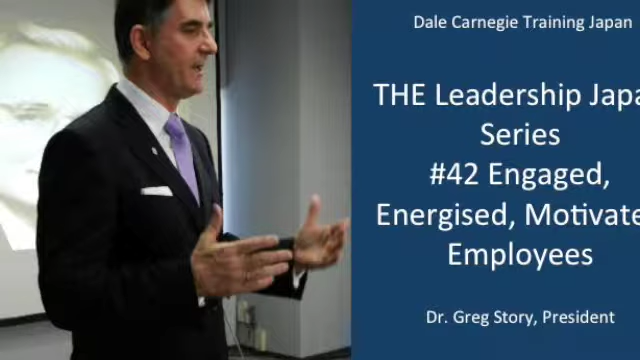 Dale Carnegie Training Japan
THE Leadership Japa
Series
#42 Engaged,
Energised, Motivate
Employees
Dr. Greg Story, President